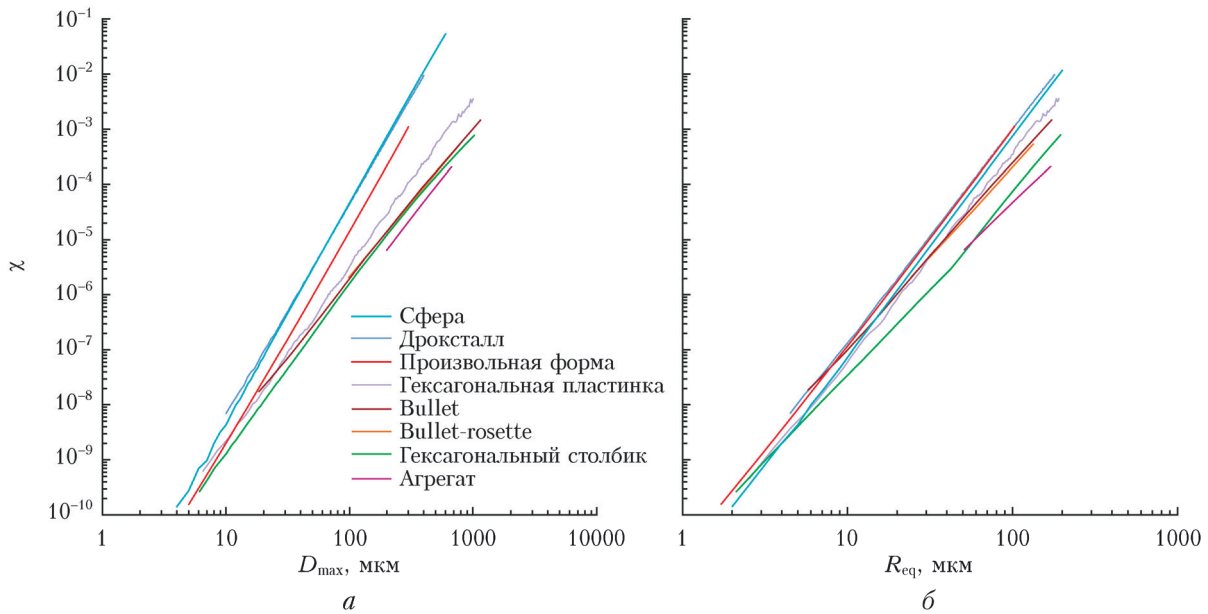 10⁻¹
10⁻²
10⁻³
10⁻⁴
10⁻⁵
10⁻⁶
10⁻⁷
10⁻⁸
10⁻⁹
10⁻¹⁰
χ
Сфера
Дроксталл
Произвольная форма
Гексагональная пластинка
Bullet
Bullet-rosette
Гексагональный столбик
Агрегат
1 10 100 1000 10000
D_max, мкм
а
1 10 100 1000
R_eq, мкм
б